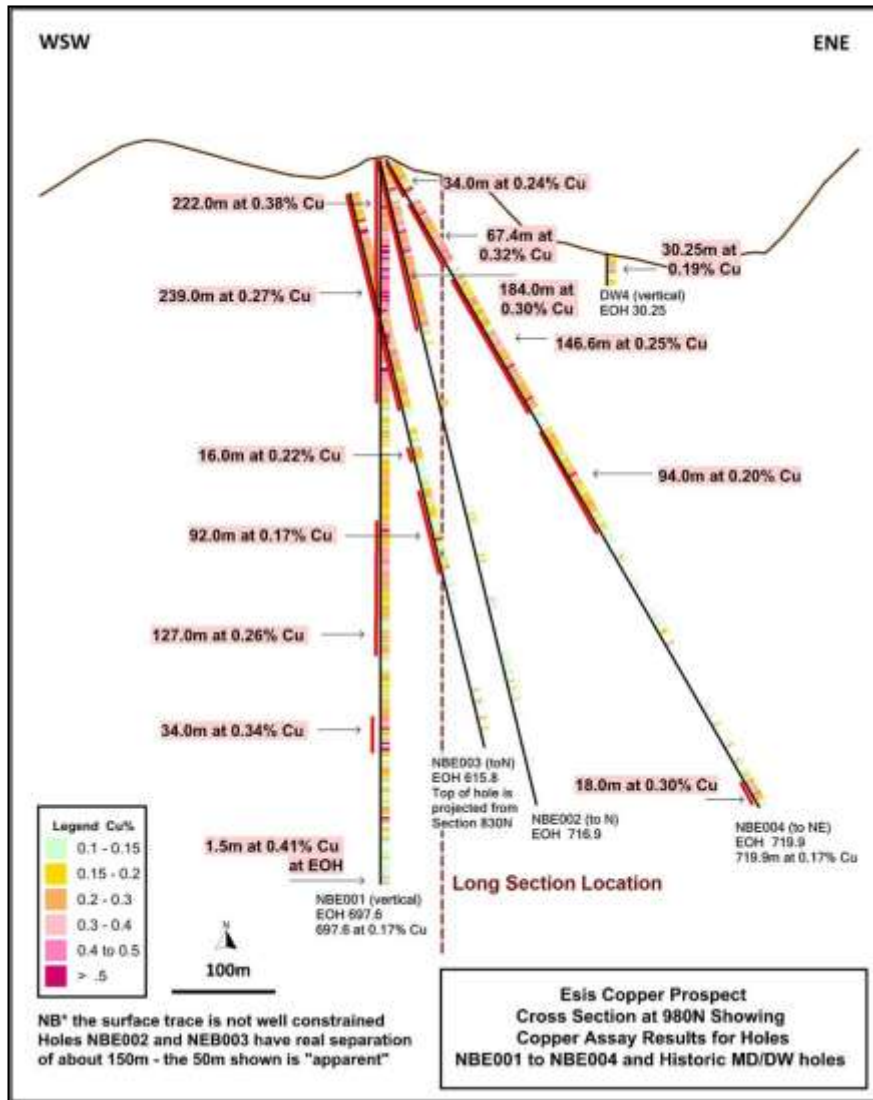 WSW
ENE
34.0m at 0.24% Cu
222.0m at 0.38% Cu
67.4m at
0.32% Cu
30.25m at
0.19% Cu
239.0m at 0.27% Cu
184.0m at
0.30% Cu
DW4 (vertical)
EOH 30.25
146.6m at 0.25% Cu
16.0m at 0.22% Cu
94.0m at 0.20% Cu
92.0m at 0.17% Cu
127.0m at 0.26% Cu
34.0m at 0.34% Cu
NBE003 (toN)
EOH 615.8
Top of hole is
projected from
Section 830N
18.0m at 0.30% Cu
NBE002 (to N)
EOH 716.9
NBE004 (to NE)
EOH 719.9
719.9m at 0.17% Cu
Legend Cu%
0.1 - 0.15
0.15 - 0.2
0.2 - 0.3
0.3 - 0.4
0.4 to 0.5
> .5
1.5m at 0.41% Cu
at EOH
NBE001 (vertical)
EOH 697.6
697.6 at 0.17% Cu
Long Section Location
N
100m
NB* the surface trace is not well constrained
Holes NBE002 and NEB003 have real separation
of about 150m - the 50m shown is "apparent"
Esis Copper Prospect
Cross Section at 980N Showing
Copper Assay Results for Holes
NBE001 to NBE004 and Historic MD/DW holes